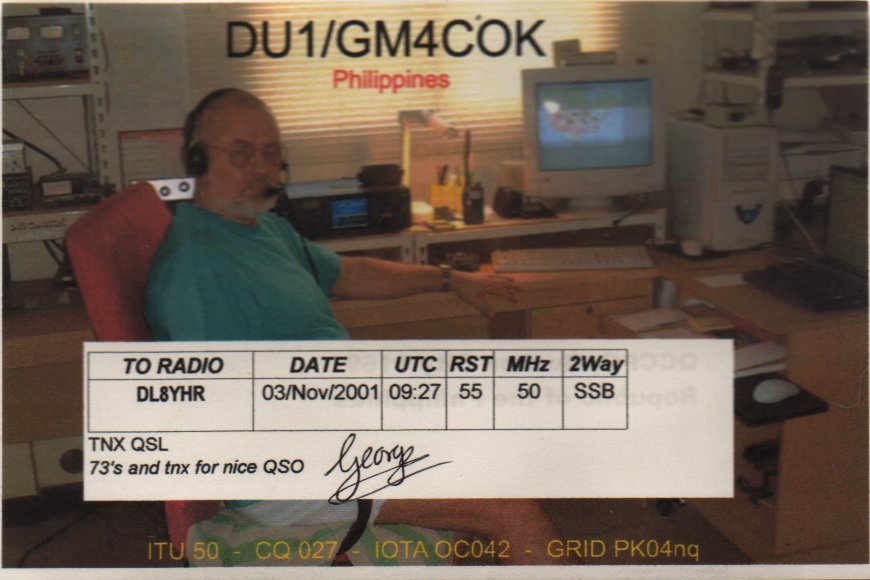 DU1/GM4COK
Philippines
TO RADIO DATE UTC RST MHz 2Way
DL8YHR 03/Nov/2001 09:27 55 50 SSB
TNX QSL
73's and tnx for nice QSO George
ITU 50 - CQ 027 - IOTA OC042 - GRID PK04nq